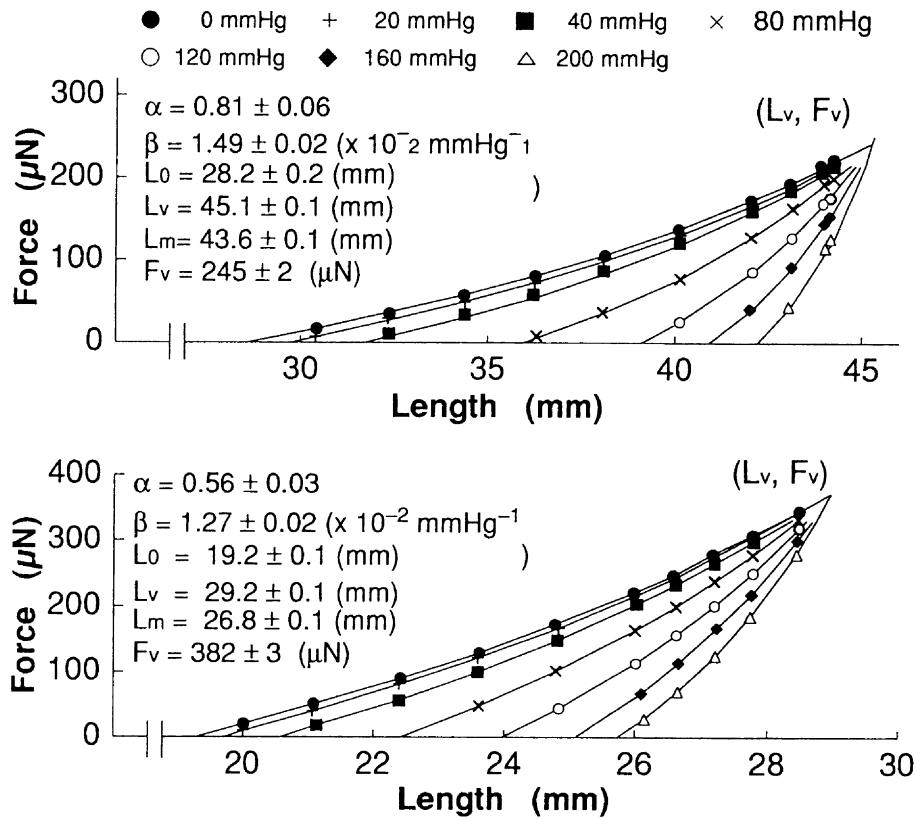 ● 0 mmHg + 20 mmHg ■ 40 mmHg × 80 mmHg
○ 120 mmHg ◆ 160 mmHg △ 200 mmHg
300
200
100
0
Force (µN)
α = 0.81 ± 0.06
β = 1.49 ± 0.02 (x 10⁻2 mmHg⁻1
L0 = 28.2 ± 0.2 (mm)
)
Lv = 45.1 ± 0.1 (mm)
Lm= 43.6 ± 0.1 (mm)
Fv = 245 ± 2 (µN)
(Lv, Fv)
30 35 40 45
Length (mm)
400
300
200
100
0
Force (µN)
α = 0.56 ± 0.03
β = 1.27 ± 0.02 (x 10⁻² mmHg⁻¹
L0 = 19.2 ± 0.1 (mm)
)
Lv = 29.2 ± 0.1 (mm)
Lm = 26.8 ± 0.1 (mm)
Fv = 382 ± 3 (µN)
(Lv, Fv)
20 22 24 26 28 30
Length (mm)